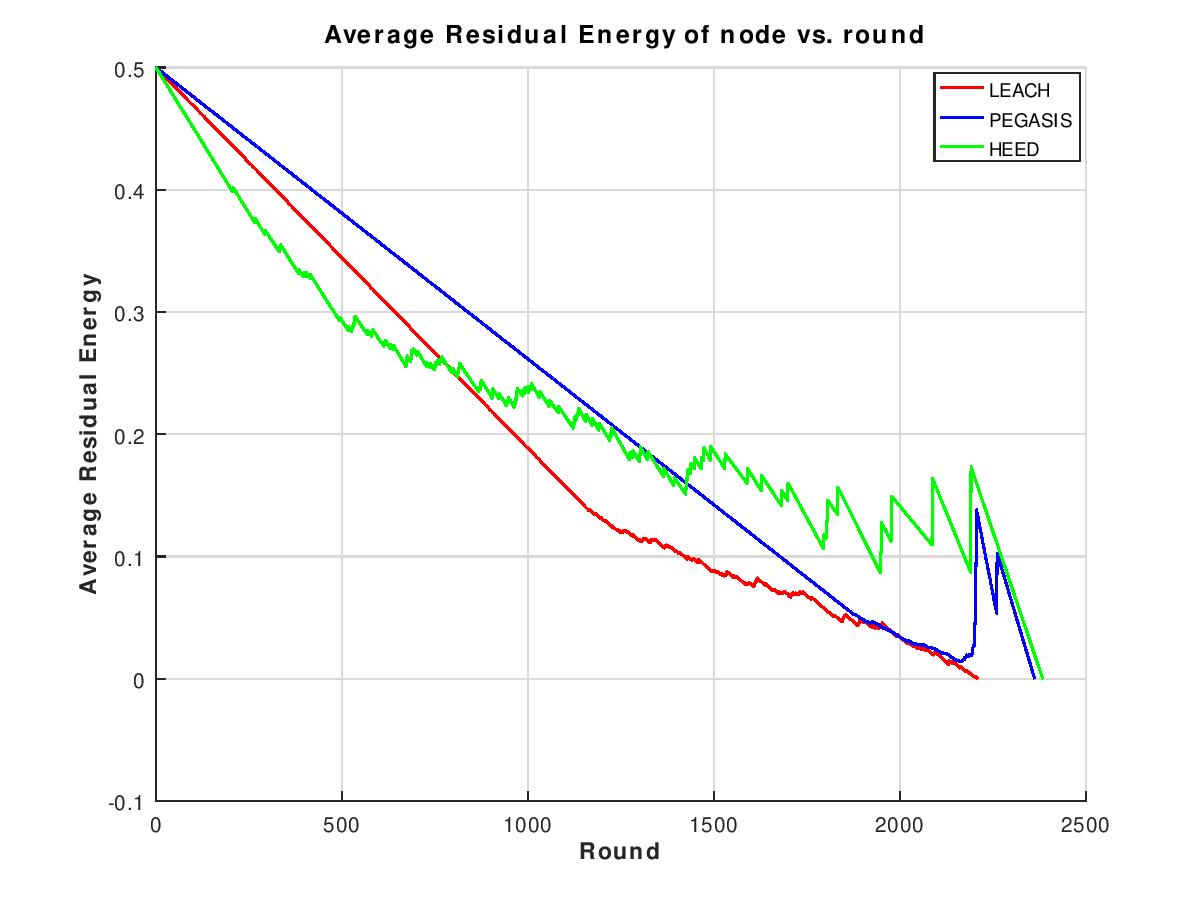 Average Residual Energy of node vs. round
LEACH
PEGASIS
HEED
Average Residual Energy
0.5
0.4
0.3
0.2
0.1
0
-0.1
0 500 1000 1500 2000 2500
Round